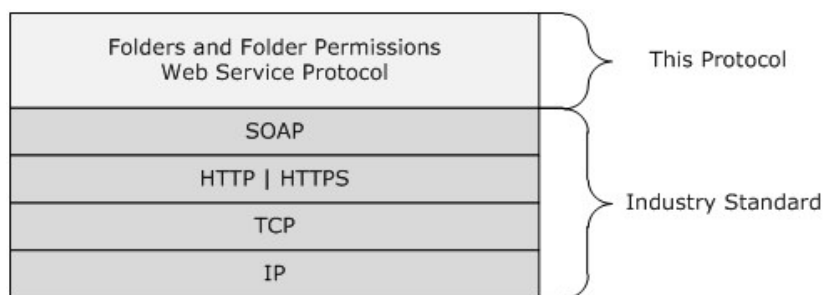 Folders and Folder Permissions
Web Service Protocol
This Protocol
SOAP
HTTP | HTTPS
Industry Standard
TCP
IP